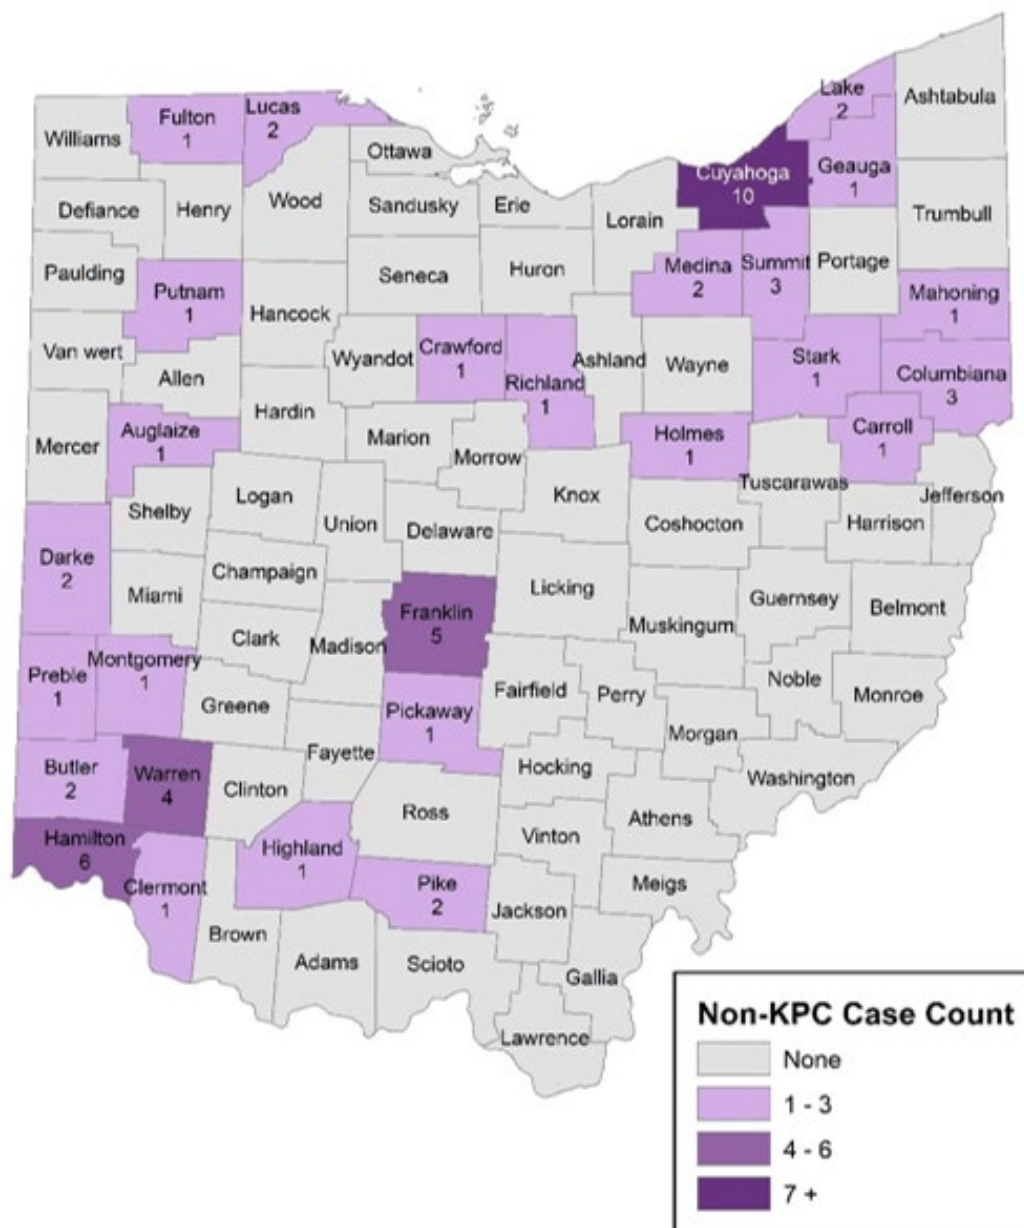 Lake
2
Ashtabula
Williams
Fulton
1
Lucas
2
Ottawa
Cuyahoga
10
Geauga
1
Defiance
Henry
Wood
Sandusky
Erie
Lorain
Trumbull
Paulding
Putnam
1
Hancock
Seneca
Huron
Medina
2
Summit
3
Portage
Mahoning
1
Van wert
Allen
Wyandot
Crawford
1
Richland
1
Ashland
Wayne
Stark
1
Columbiana
3
Mercer
Auglaize
1
Hardin
Marion
Morrow
Holmes
1
Carroll
1
Tuscarawas
Jefferson
Shelby
Logan
Union
Delaware
Knox
Coshocton
Harrison
Darke
2
Miami
Champaign
Franklin
5
Licking
Muskingum
Guernsey
Belmont
Clark
Madison
Preble
1
Montgomery
1
Greene
Pickaway
1
Fairfield
Perry
Noble
Monroe
Morgan
Butler
2
Warren
4
Clinton
Fayette
Hocking
Washington
Ross
Athens
Hamilton
6
Highland
1
Vinton
Clermont
1
Pike
2
Jackson
Meigs
Brown
Adams
Scioto
Gallia
Lawrence
Non-KPC Case Count
None
1 - 3
4 - 6
7 +